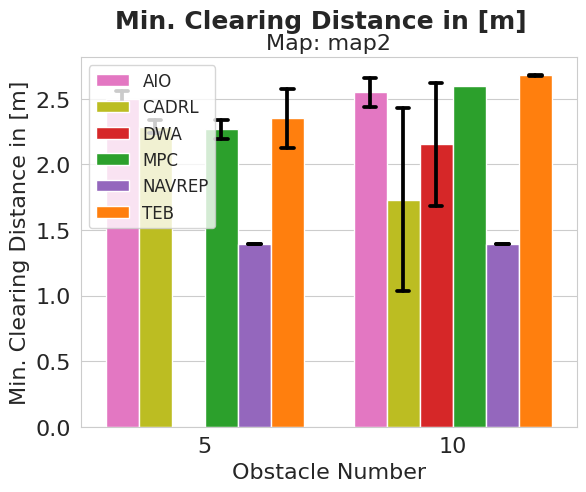 Min. Clearing Distance in [m]
Map: map2
Min. Clearing Distance in [m]
2.5
2.0
1.5
1.0
0.5
0.0
AIO
CADRL
DWA
MPC
NAVREP
TEB
5
10
Obstacle Number